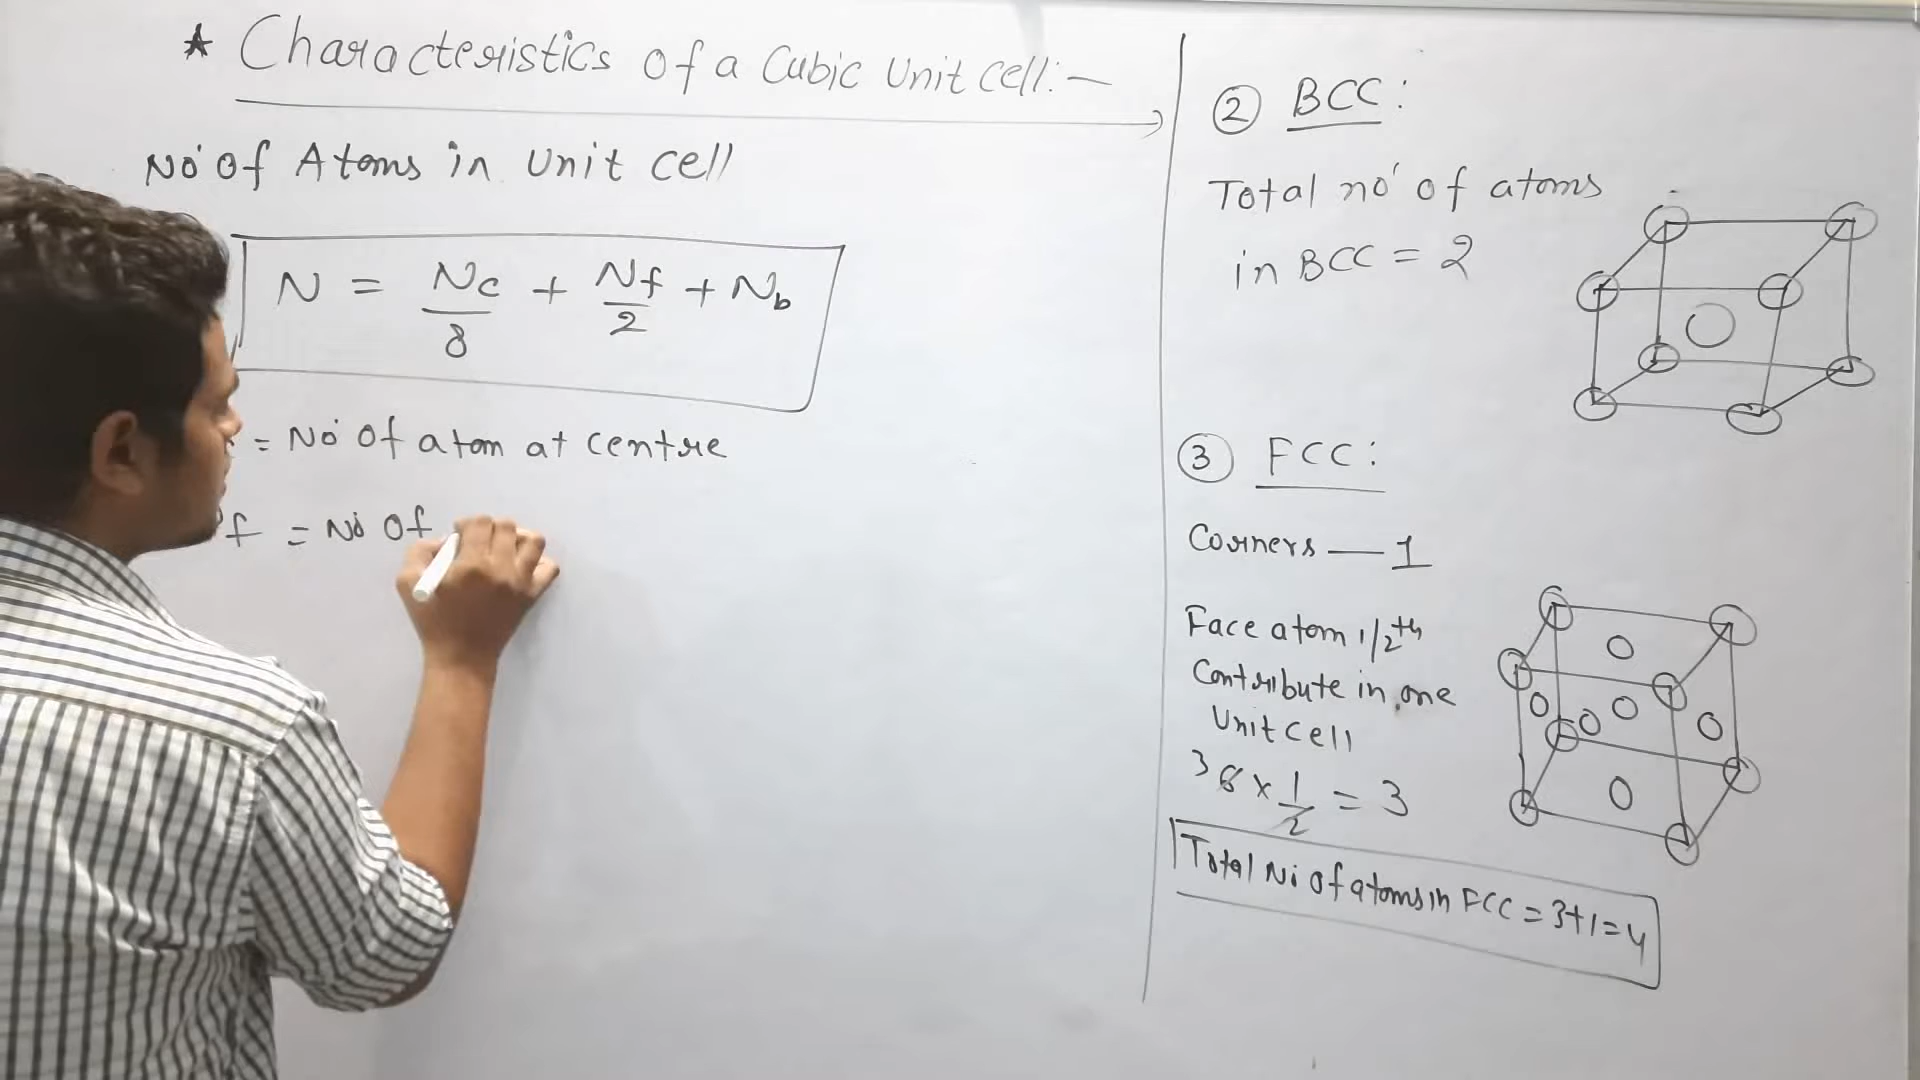 * Characteristics of a Cubic Unit Cell:-
No. of Atoms in Unit Cell
N = Nc/8 + Nf/2 + Nb
= No. of atom at centre
f = No. of
② BCC:
Total no. of atoms
in BCC = 2
③ FCC:
Corners — 1
Face atom 1/2th
Contribute in one
Unit Cell
3 6 × 1/2 = 3
Total No. of atoms in FCC = 3+1=4